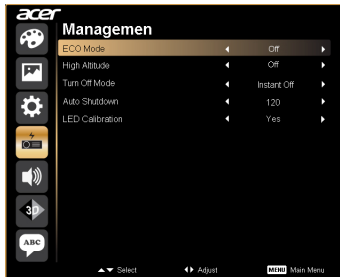 acer
Managemen
ECO Mode Off
High Altitude Off
Turn Off Mode Instant Off
Auto Shutdown 120
LED Calibration Yes
3D
ABC
Select Adjust MENU Main Menu